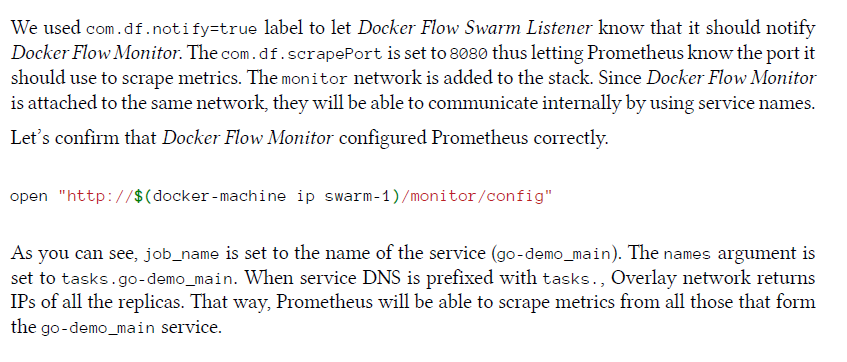 We used com.df.notify=true label to let Docker Flow Swarm Listener know that it should notify
Docker Flow Monitor. The com.df.scrapePort is set to 8080 thus letting Prometheus know the port it
should use to scrape metrics. The monitor network is added to the stack. Since Docker Flow Monitor
is attached to the same network, they will be able to communicate internally by using service names.
Let’s confirm that Docker Flow Monitor configured Prometheus correctly.
open "http://$(docker-machine ip swarm-1)/monitor/config"
As you can see, job_name is set to the name of the service (go-demo_main). The names argument is
set to tasks.go-demo_main. When service DNS is prefixed with tasks., Overlay network returns
IPs of all the replicas. That way, Prometheus will be able to scrape metrics from all those that form
the go-demo_main service.